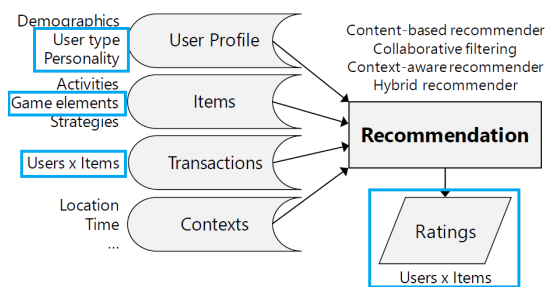 Demographics
User type
Personality
User Profile
Activities
Game elements
Strategies
Items
Users x Items
Transactions
Location
Time
...
Contexts
Content-based recommender
Collaborative filtering
Context-aware recommender
Hybrid recommender
Recommendation
Ratings
Users x Items